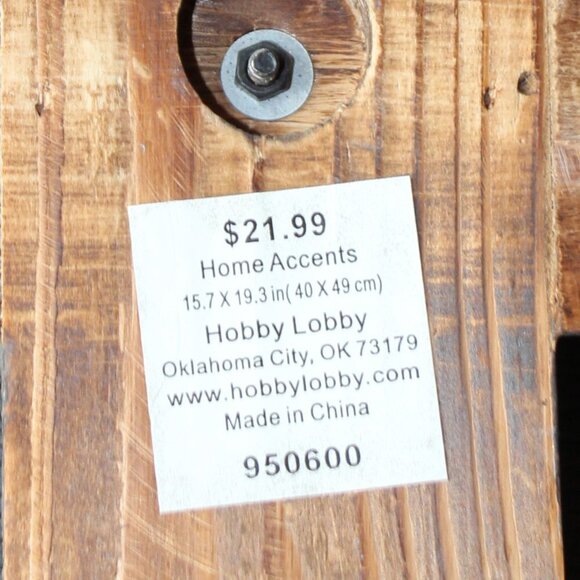 $21.99
Home Accents
15.7 X 19.3 in( 40 X 49 cm)
Hobby Lobby
Oklahoma City, OK 73179
www.hobbylobby.com
Made in China
950600